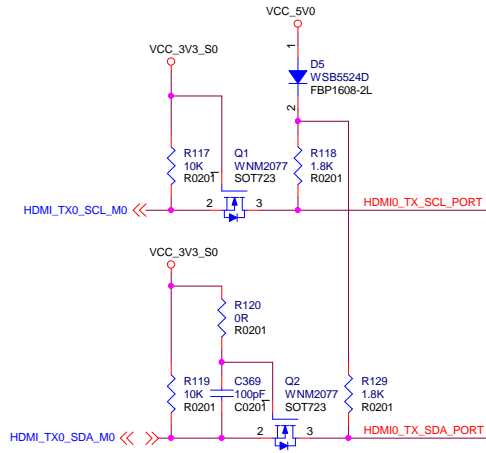 VCC_5V0
VCC_3V3_S0
1
D5
WSB5524D
FBP1608-2L
2
R117
10K
R0201
1
Q1
WNM2077
SOT723
R118
1.8K
R0201
HDMI_TX0_SCL_M0
2
3
HDMI0_TX_SCL_PORT
VCC_3V3_S0
R120
0R
R0201
R119
10K
R0201
C369
100pF
C0201
1
Q2
WNM2077
SOT723
R129
1.8K
R0201
HDMI_TX0_SDA_M0
2
3
HDMI0_TX_SDA_PORT